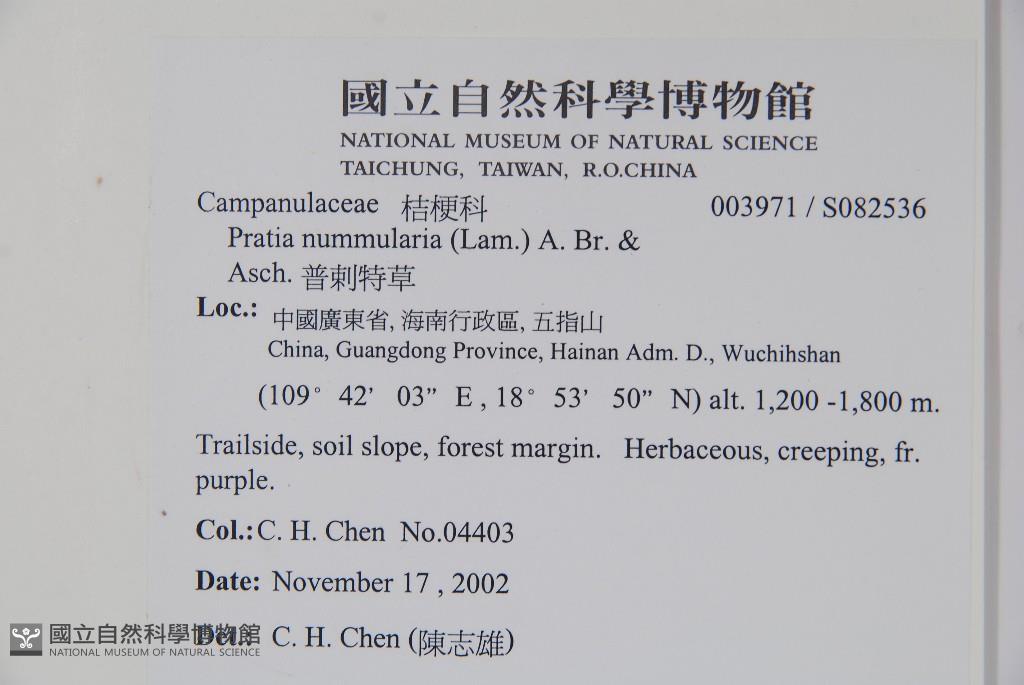 國立自然科學博物館
NATIONAL MUSEUM OF NATURAL SCIENCE
TAICHUNG, TAIWAN, R.O.CHINA
Campanulaceae 桔梗科 003971 / S082536
Pratia nummularia (Lam.) A. Br. &
Asch. 普剌特草
Loc.: 中國廣東省, 海南行政區, 五指山
China, Guangdong Province, Hainan Adm. D., Wuchihshan
(109° 42’ 03” E , 18° 53’ 50” N) alt. 1,200 -1,800 m.
Trailside, soil slope, forest margin. Herbaceous, creeping, fr.
purple.
Col.: C. H. Chen No.04403
Date: November 17 , 2002
Det.: C. H. Chen (陳志雄)
國立自然科學博物館
NATIONAL MUSEUM OF NATURAL SCIENCE